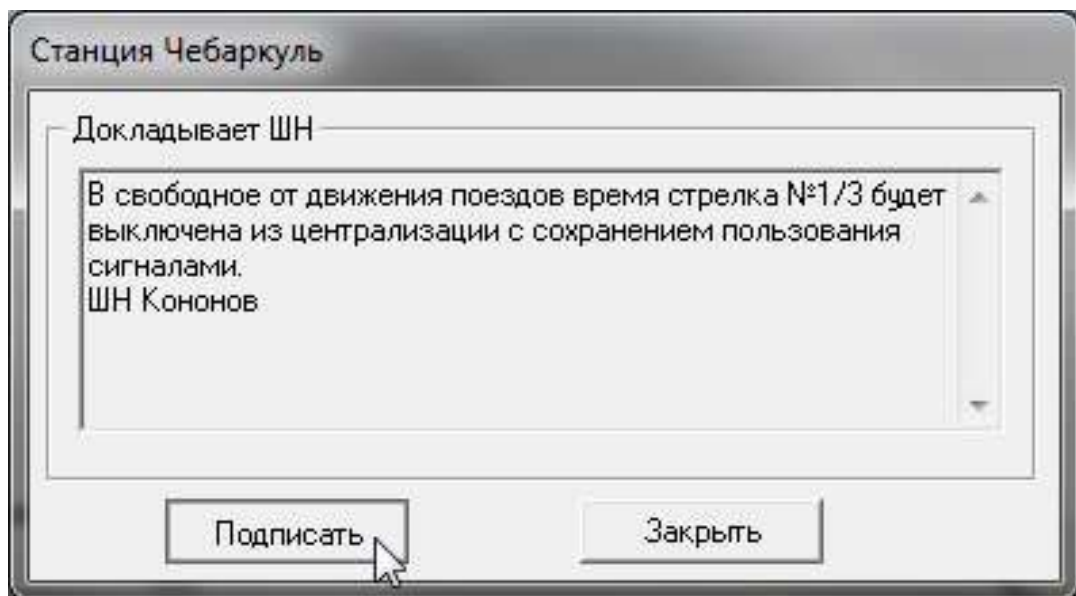 Станция Чебаркуль
Докладывает ШН
В свободное от движения поездов время стрелка №1/3 будет
выключена из централизации с сохранением пользования
сигналами.
ШН Кононов
Подписать
Закрыть